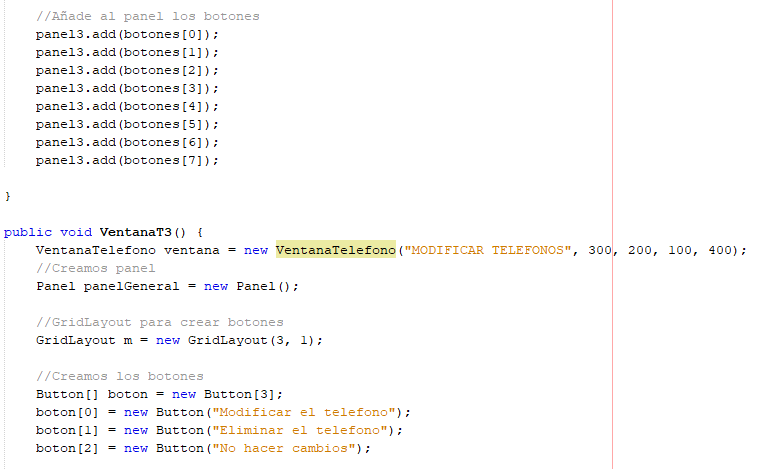 //Añade al panel los botones
panel3.add(botones[0]);
panel3.add(botones[1]);
panel3.add(botones[2]);
panel3.add(botones[3]);
panel3.add(botones[4]);
panel3.add(botones[5]);
panel3.add(botones[6]);
panel3.add(botones[7]);
}
public void VentanaT3() {
VentanaTelefono ventana = new VentanaTelefono("MODIFICAR TELEFONOS", 300, 200, 100, 400);
//Creamos panel
Panel panelGeneral = new Panel();
//GridLayout para crear botones
GridLayout m = new GridLayout(3, 1);
//Creamos los botones
Button[] boton = new Button[3];
boton[0] = new Button("Modificar el telefono");
boton[1] = new Button("Eliminar el telefono");
boton[2] = new Button("No hacer cambios");